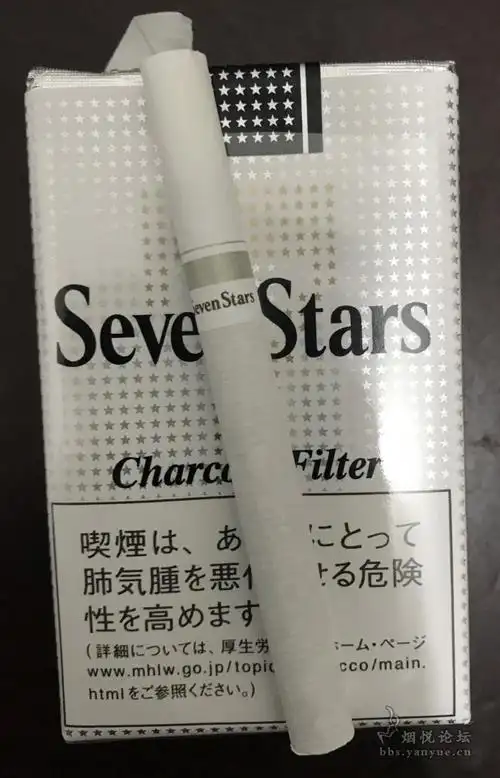 Seven Stars
Seven Stars
Charco Filter
喫煙は、あ にとって
肺気腫を悪 せる危険
性を高めます
(詳細については、厚生労 ホーム・ページ
www.mhlw.go.jp/topic cco/main.
htmlをご参照ください。)
烟悦论坛
bbs.yanyue.cn